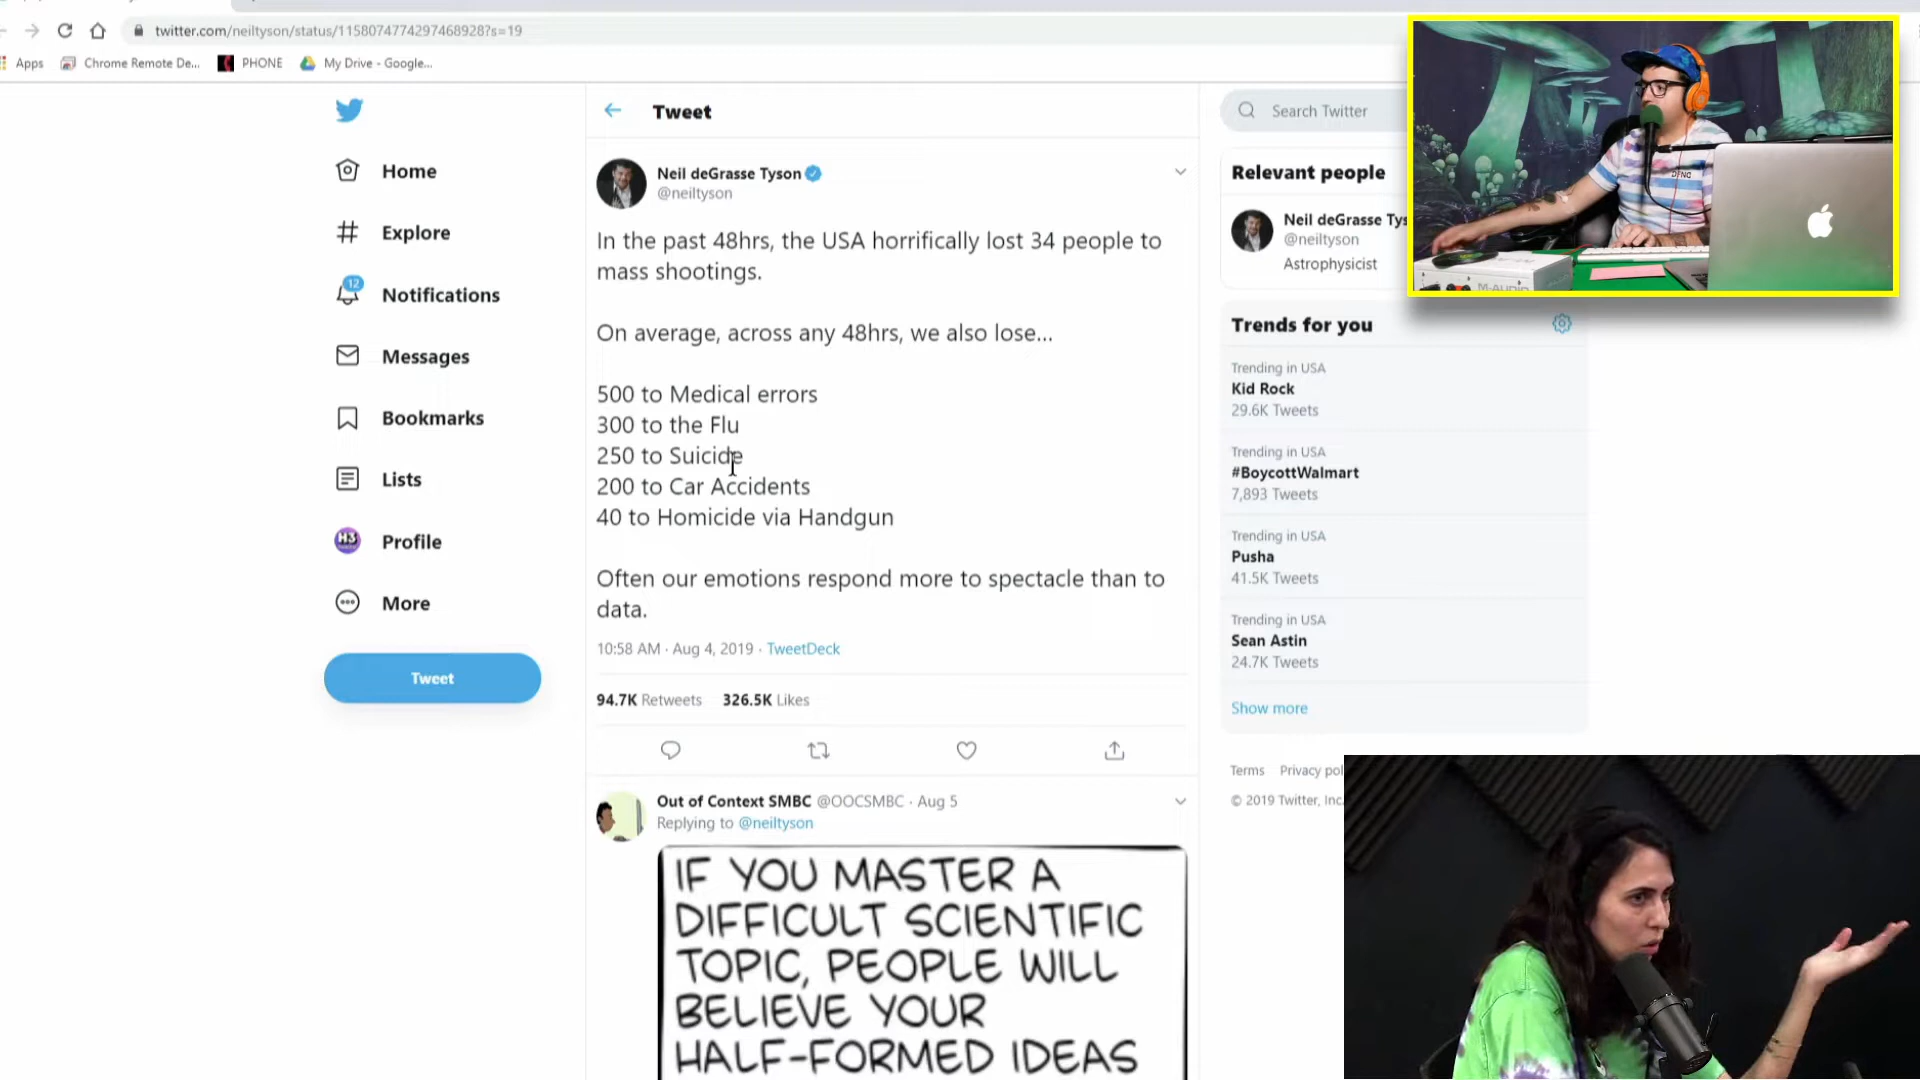 twitter.com/neiltyson/status/1158074774297468928?s=19
Apps
Chrome Remote De...
PHONE
My Drive - Google...
Home
Explore
12
Notifications
Messages
Bookmarks
Lists
H3
Profile
More
Tweet
Tweet
Neil deGrasse Tyson
@neiltyson
In the past 48hrs, the USA horrifically lost 34 people to
mass shootings.
On average, across any 48hrs, we also lose...
500 to Medical errors
300 to the Flu
250 to Suicide
200 to Car Accidents
40 to Homicide via Handgun
Often our emotions respond more to spectacle than to
data.
10:58 AM · Aug 4, 2019 · TweetDeck
94.7K Retweets 326.5K Likes
Out of Context SMBC @OOCSMBC · Aug 5
Replying to @neiltyson
IF YOU MASTER A
DIFFICULT SCIENTIFIC
TOPIC, PEOPLE WILL
BELIEVE YOUR
HALF-FORMED IDEAS
Search Twitter
Relevant people
Neil deGrasse Tys
@neiltyson
Astrophysicist
Trends for you
Trending in USA
Kid Rock
29.6K Tweets
Trending in USA
#BoycottWalmart
7,893 Tweets
Trending in USA
Pusha
41.5K Tweets
Trending in USA
Sean Astin
24.7K Tweets
Show more
Terms Privacy pol
© 2019 Twitter, Inc.
M-AUDIO